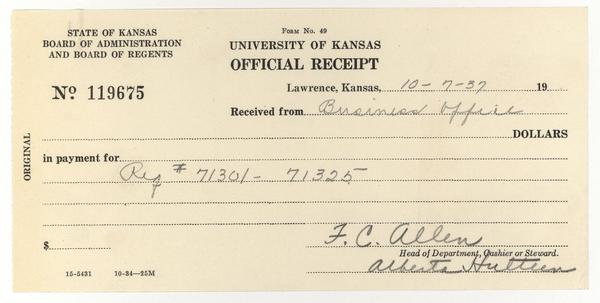 STATE OF KANSAS
BOARD OF ADMINISTRATION
AND BOARD OF REGENTS
FORM NO. 49
UNIVERSITY OF KANSAS
OFFICIAL RECEIPT
Lawrence, Kansas, 10-7-37 19
No 119675
Received from Business Office
DOLLARS
ORIGINAL
in payment for
Req # 71301- 71325
$
F. C. Allen
Head of Department, Cashier or Steward.
Alberta Hulteen
15-5431 10-34-25M